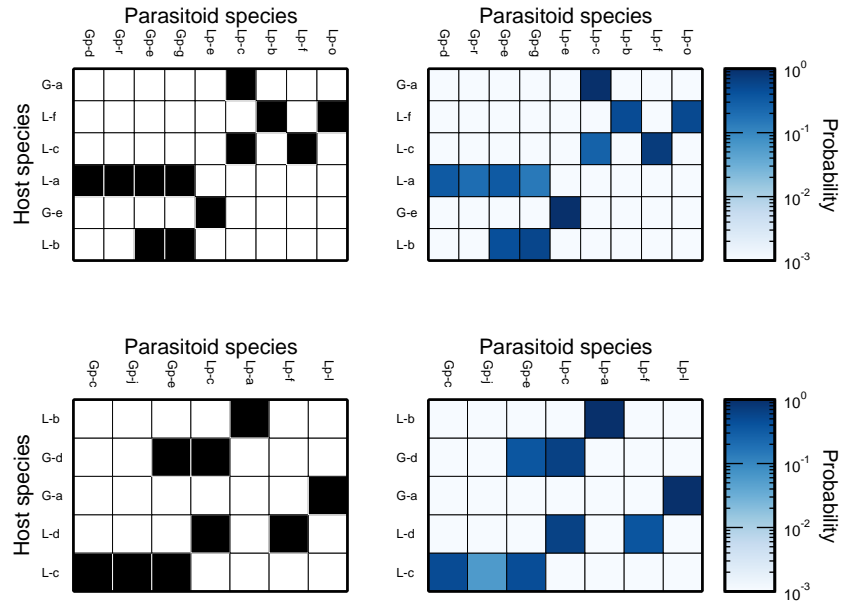 Parasitoid species Parasitoid species
Gp-d Gp-r Gp-e Gp-g Lp-e Lp-c Lp-b Lp-f Lp-o Gp-d Gp-r Gp-e Gp-g Lp-e Lp-c Lp-b Lp-f Lp-o
Host species
G-a G-a
L-f L-f
L-c L-c
L-a L-a
G-e G-e
L-b L-b
10^0
10^-1
10^-2
10^-3
Probability
Parasitoid species Parasitoid species
Gp-c Gp-j Gp-e Lp-c Lp-a Lp-f Lp-l Gp-c Gp-j Gp-e Lp-c Lp-a Lp-f Lp-l
Host species
L-b L-b
G-d G-d
G-a G-a
L-d L-d
L-c L-c
10^0
10^-1
10^-2
10^-3
Probability